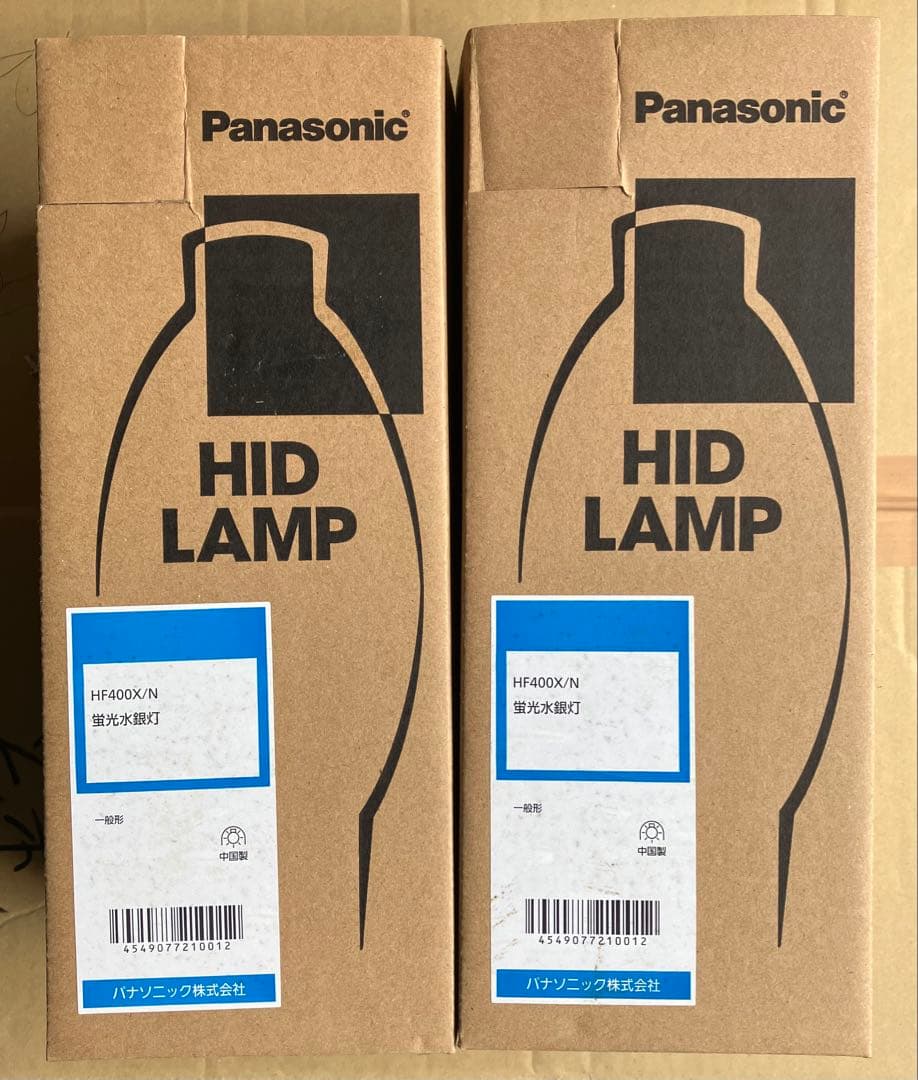 Panasonic®
HID
LAMP
HF400X/N
蛍光水銀灯
一般形
中国製
4549077210012
パナソニック株式会社
Panasonic®
HID
LAMP
HF400X/N
蛍光水銀灯
一般形
中国製
4549077210012
パナソニック株式会社